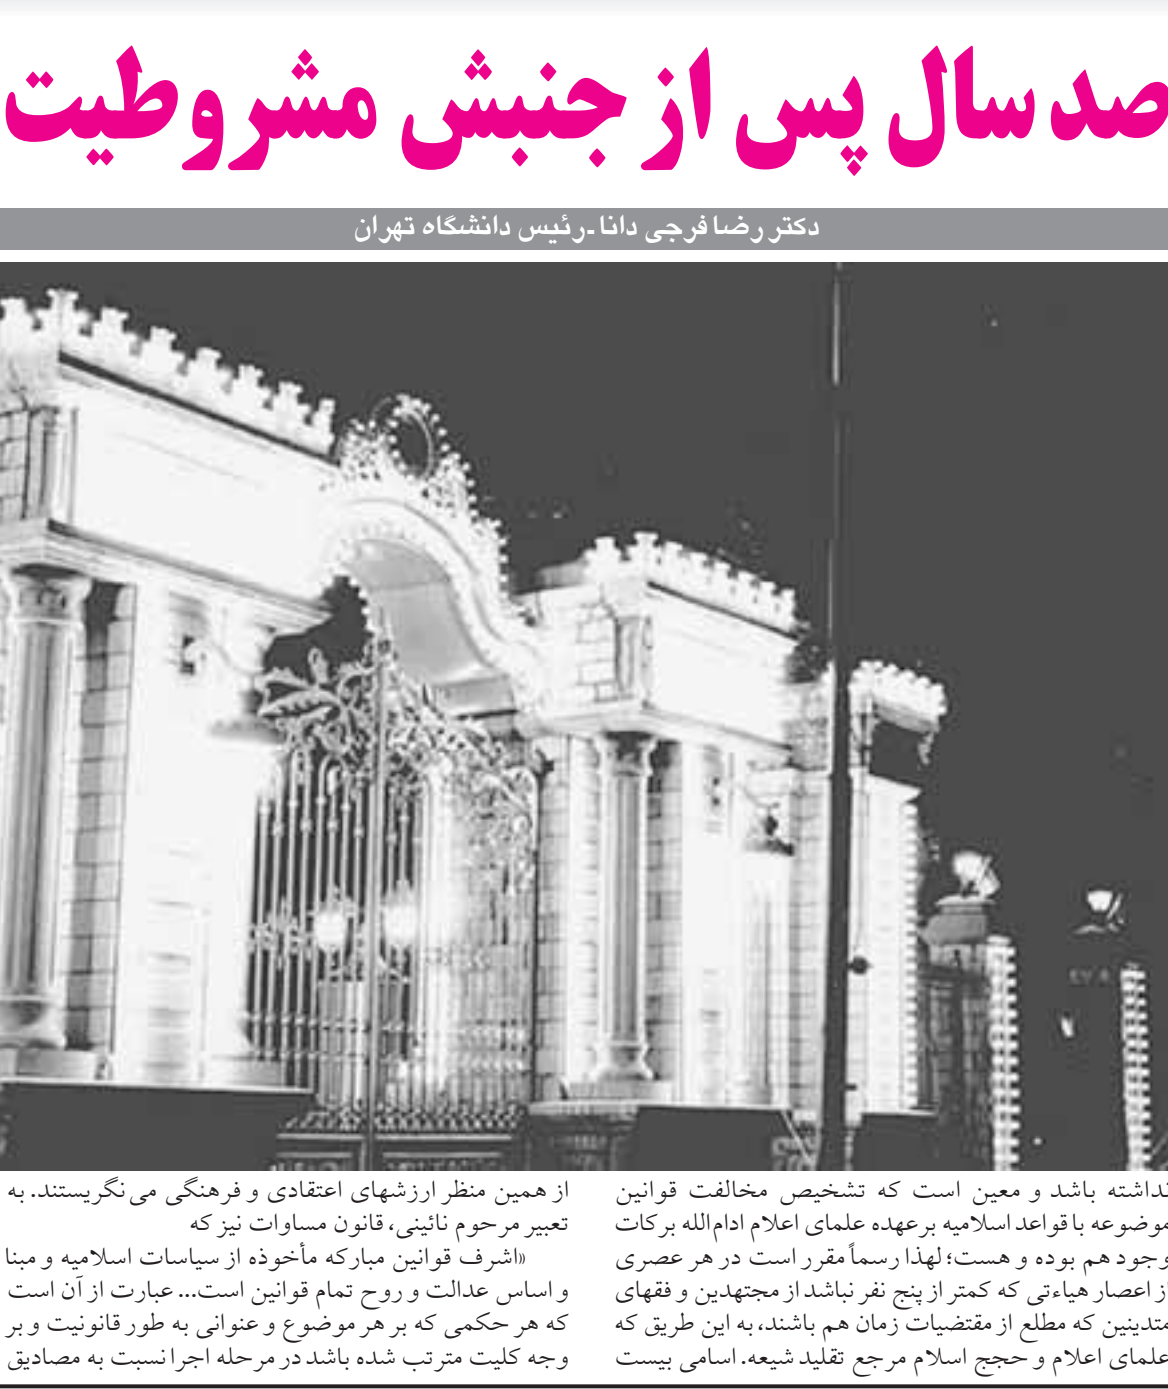 صد سال پس از جنبش مشروطیت
دکتر رضا فرجی دانا ـ رئیس دانشگاه تهران
نداشته باشد و معین است که تشخیص مخالفت قوانین
موضوعه با قواعد اسلامیه برعهده علمای اعلام ادام‌الله برکات
وجود هم بوده و هست؛ لهذا رسماً مقرر است در هر عصری
از اعصار هیاءتی که کمتر از پنج نفر نباشد از مجتهدین و فقهای
متدینین که مطلع از مقتضیات زمان هم باشند، به این طریق که
علمای اعلام و حجج اسلام مرجع تقلید شیعه. اسامی بیست
از همین منظر ارزشهای اعتقادی و فرهنگی می‌نگریستند. به
تعبیر مرحوم نائینی، قانون مساوات نیز که
«اشرف قوانین مبارکه مأخوذه از سیاسات اسلامیه و مبنا
و اساس عدالت و روح تمام قوانین است... عبارت از آن است
که هر حکمی که بر هر موضوع و عنوانی به طور قانونیت و بر
وجه کلیت مترتب شده باشد در مرحله اجرا نسبت به مصادیق